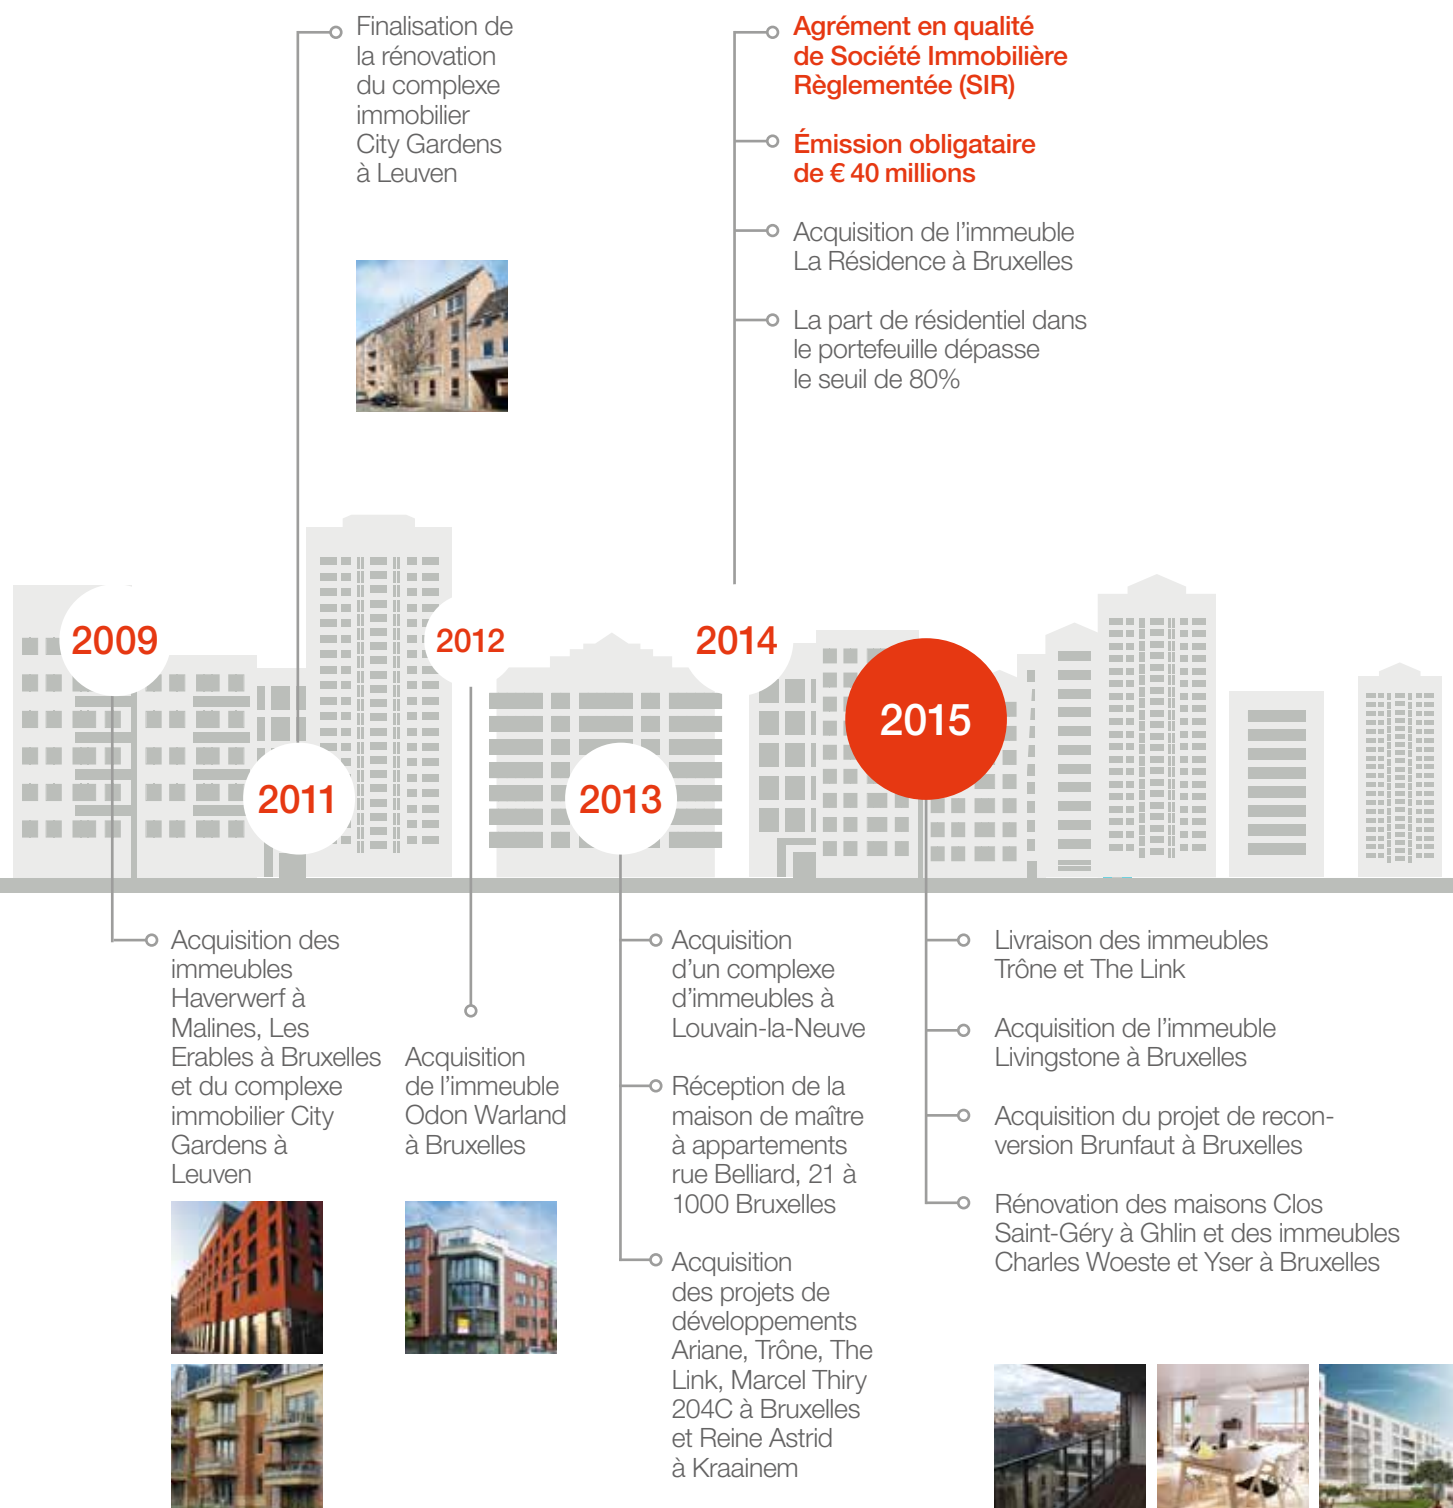 Finalisation de
la rénovation
du complexe
immobilier
City Gardens
à Leuven
Agrément en qualité
de Société Immobilière
Règlementée (SIR)
Émission obligataire
de € 40 millions
Acquisition de l'immeuble
La Résidence à Bruxelles
La part de résidentiel dans
le portefeuille dépasse
le seuil de 80%
2009
2012
2014
2015
2011
2013
Acquisition des
immeubles
Haverwerf à
Malines, Les
Erables à Bruxelles
et du complexe
immobilier City
Gardens à
Leuven
Acquisition
de l'immeuble
Odon Warland
à Bruxelles
Acquisition
d'un complexe
d'immeubles à
Louvain-la-Neuve
Réception de la
maison de maître
à appartements
rue Belliard, 21 à
1000 Bruxelles
Acquisition
des projets de
développements
Ariane, Trône, The
Link, Marcel Thiry
204C à Bruxelles
et Reine Astrid
à Kraainem
Livraison des immeubles
Trône et The Link
Acquisition de l'immeuble
Livingstone à Bruxelles
Acquisition du projet de recon-
version Brunfaut à Bruxelles
Rénovation des maisons Clos
Saint-Géry à Ghlin et des immeubles
Charles Woeste et Yser à Bruxelles